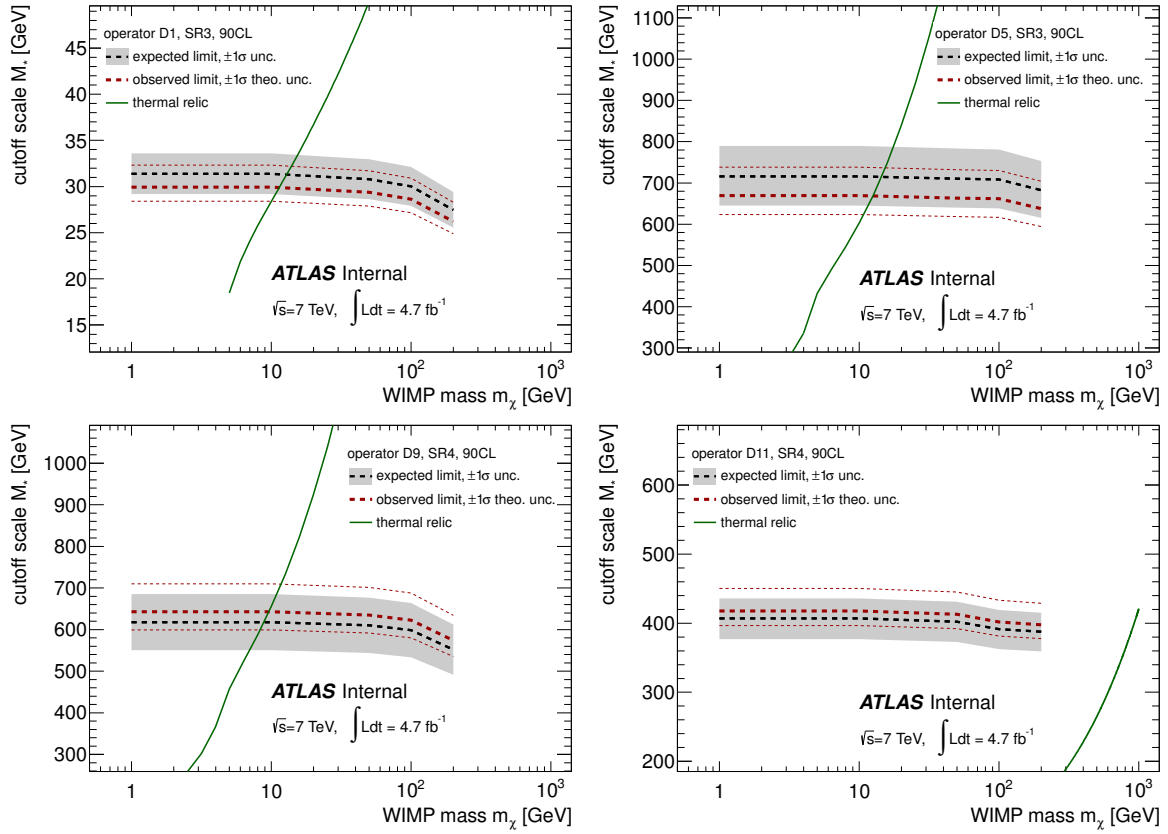 cutoff scale M⁎ [GeV]
operator D1, SR3, 90CL
expected limit, ±1σ unc.
observed limit, ±1σ theo. unc.
thermal relic
45
40
35
30
25
20
15
ATLAS Internal
√s=7 TeV, ∫Ldt = 4.7 fb⁻¹
1 10 10² 10³
WIMP mass mχ [GeV]
cutoff scale M⁎ [GeV]
operator D5, SR3, 90CL
expected limit, ±1σ unc.
observed limit, ±1σ theo. unc.
thermal relic
1100
1000
900
800
700
600
500
400
300
ATLAS Internal
√s=7 TeV, ∫Ldt = 4.7 fb⁻¹
1 10 10² 10³
WIMP mass mχ [GeV]
cutoff scale M⁎ [GeV]
operator D9, SR4, 90CL
expected limit, ±1σ unc.
observed limit, ±1σ theo. unc.
thermal relic
1000
900
800
700
600
500
400
300
ATLAS Internal
√s=7 TeV, ∫Ldt = 4.7 fb⁻¹
1 10 10² 10³
WIMP mass mχ [GeV]
cutoff scale M⁎ [GeV]
operator D11, SR4, 90CL
expected limit, ±1σ unc.
observed limit, ±1σ theo. unc.
thermal relic
600
500
400
300
200
ATLAS Internal
√s=7 TeV, ∫Ldt = 4.7 fb⁻¹
1 10 10² 10³
WIMP mass mχ [GeV]